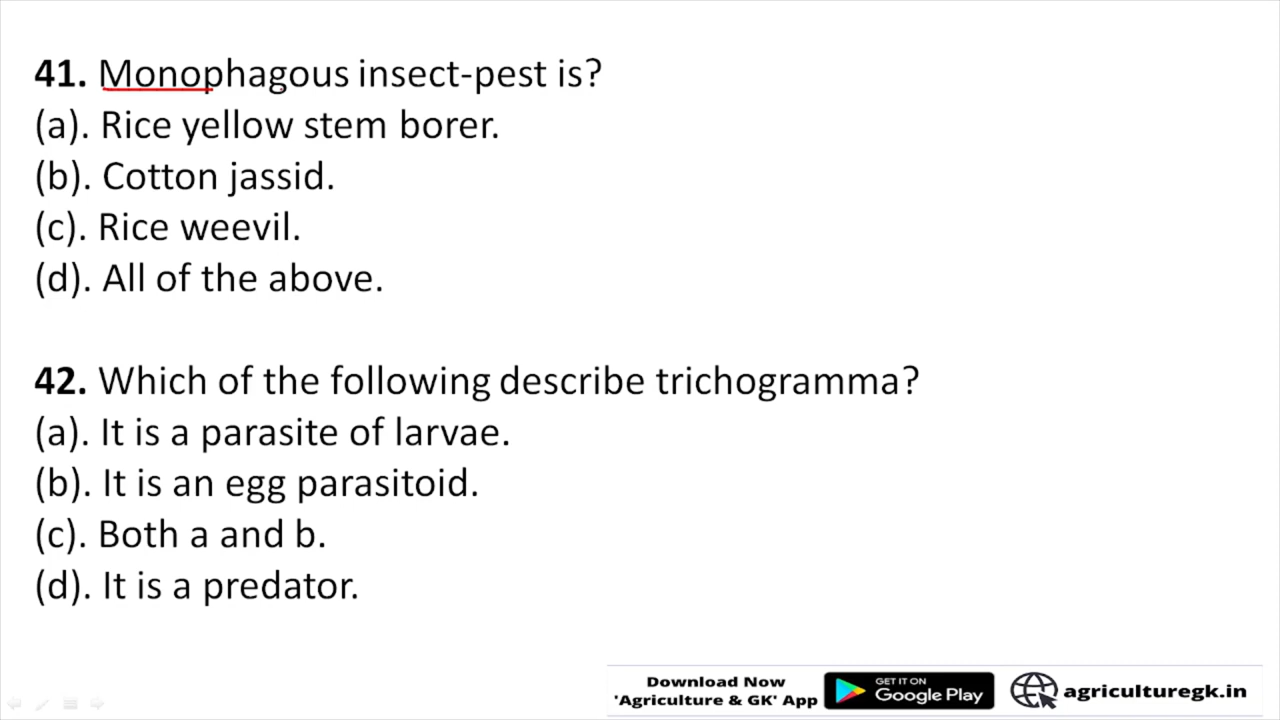 41. Monophagous insect-pest is?
(a). Rice yellow stem borer.
(b). Cotton jassid.
(c). Rice weevil.
(d). All of the above.
42. Which of the following describe trichogramma?
(a). It is a parasite of larvae.
(b). It is an egg parasitoid.
(c). Both a and b.
(d). It is a predator.
Download Now
'Agriculture & GK' App
GET IT ON
Google Play
agriculturegk.in